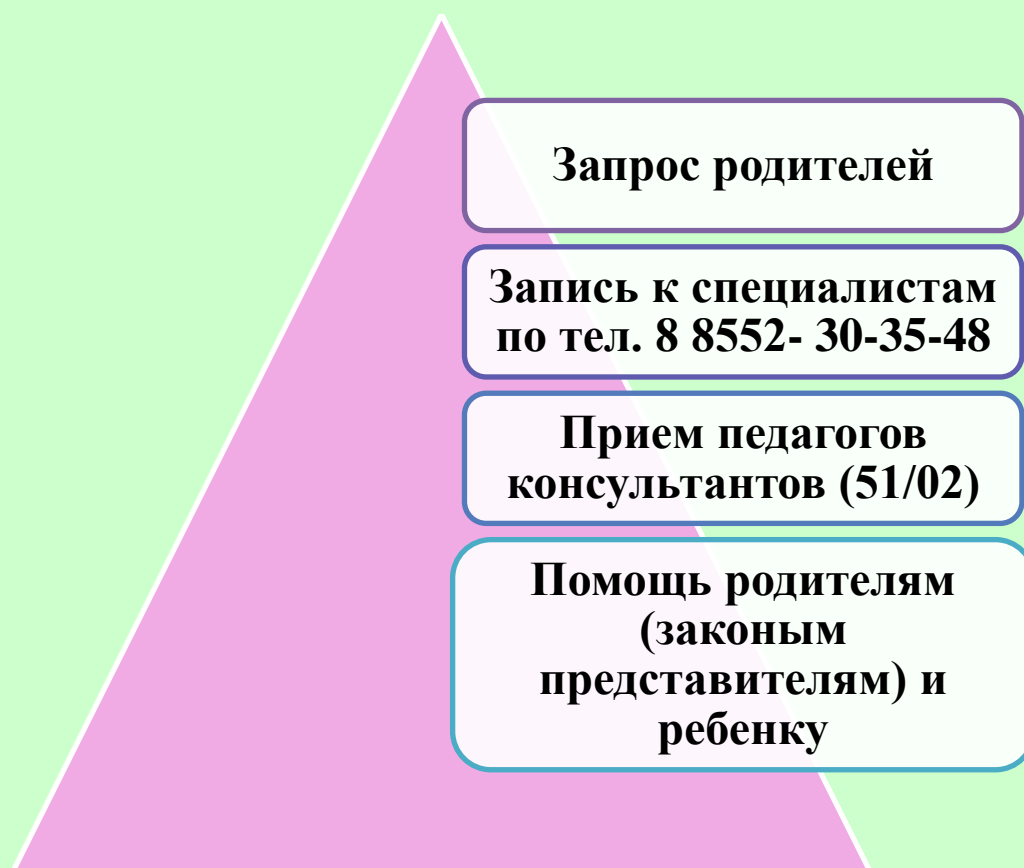 Запрос родителей
Запись к специалистам
по тел. 8 8552- 30-35-48
Прием педагогов
консультантов (51/02)
Помощь родителям
(законым
представителям) и
ребенку